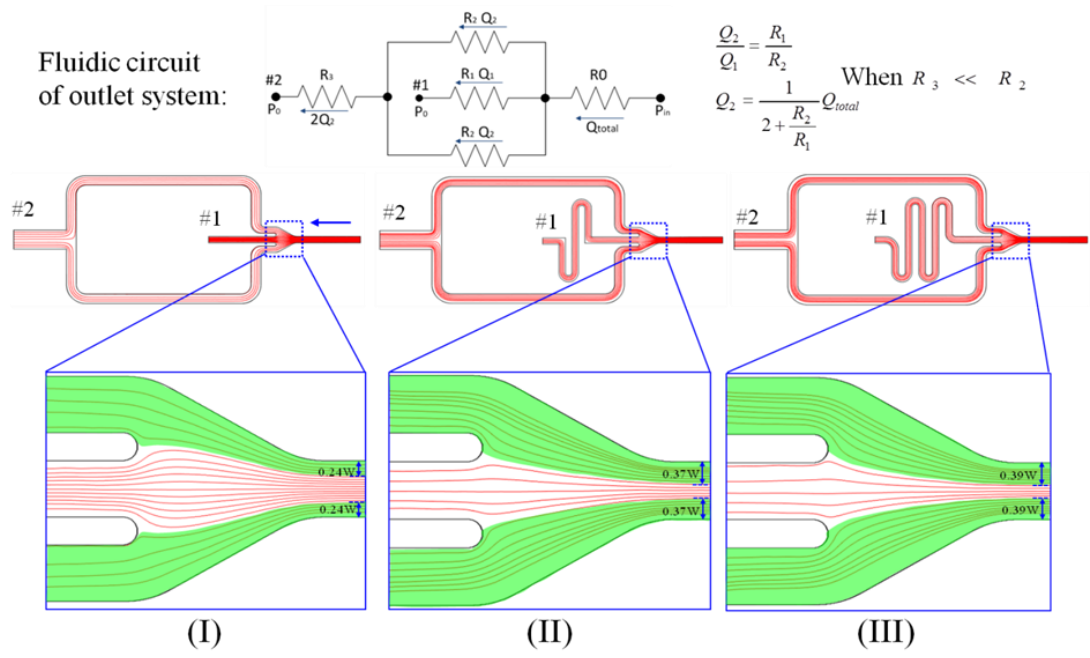 Fluidic circuit
of outlet system:
#2
P₀
R₃
2Q₂
R₂ Q₂
#1
P₀
R₁ Q₁
R₂ Q₂
R0
Qtotal
Pin
Q₂/Q₁ = R₁/R₂
Q₂ = 1/(2 + R₂/R₁) Qtotal
When R₃ << R₂
#2
#1
#2
#1
#2
#1
0.24W
0.24W
0.37W
0.37W
0.39W
0.39W
(I)
(II)
(III)